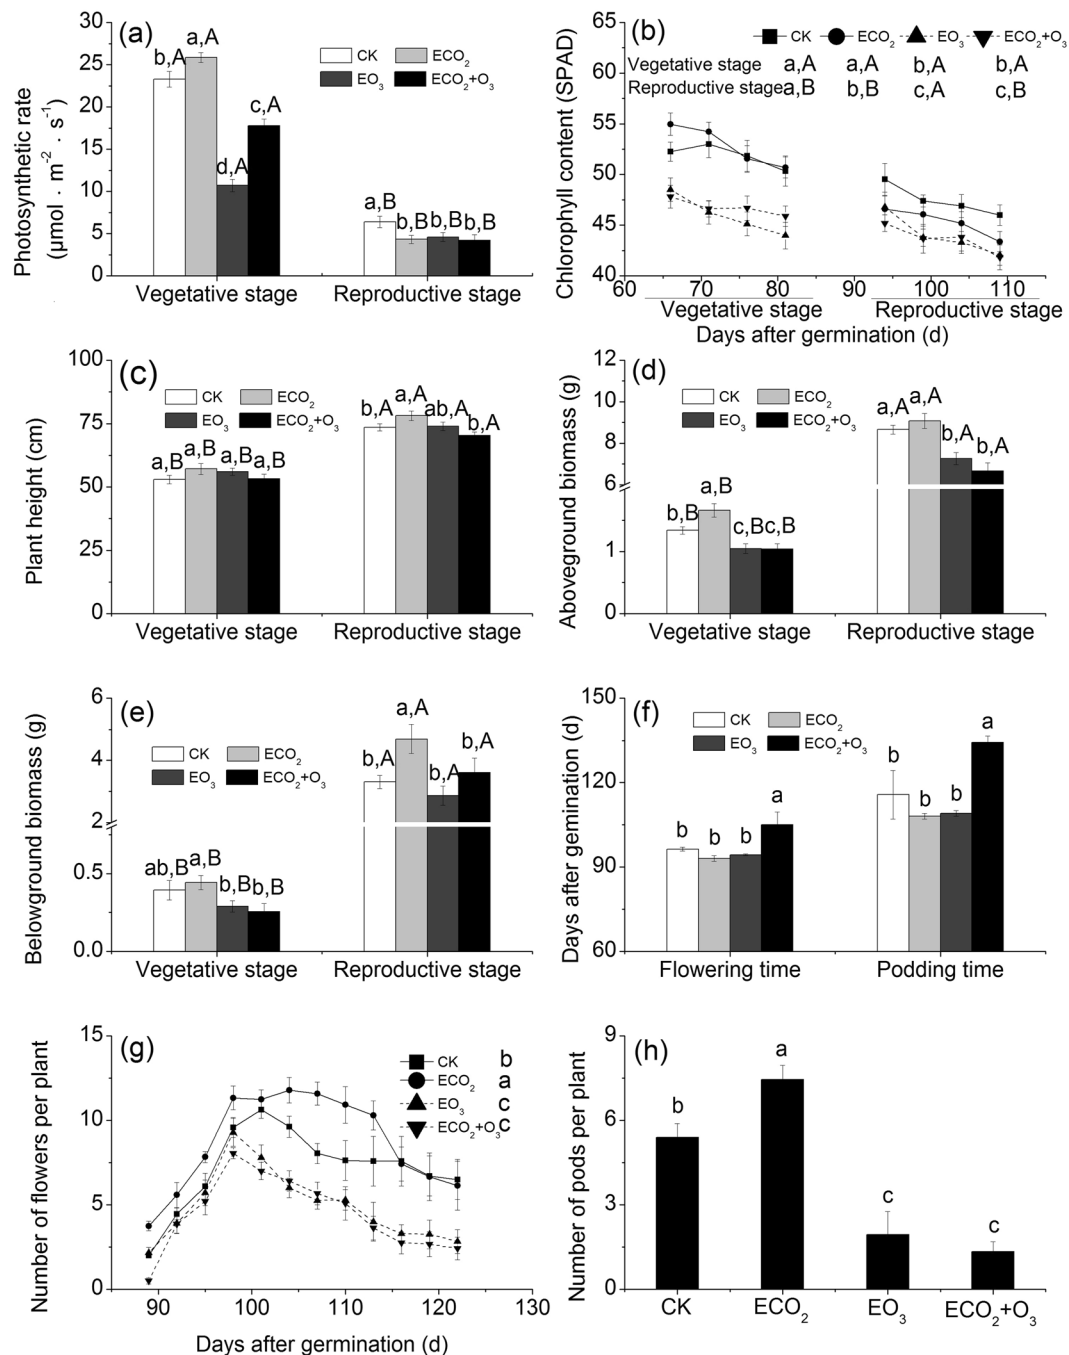 (a)
Photosynthetic rate
(μmol · m⁻² · s⁻¹)
30
25
20
15
10
5
0
CK
ECO₂
EO₃
ECO₂+O₃
b,A
a,A
d,A
c,A
a,B
b,B
b,B
b,B
Vegetative stage
Reproductive stage
(b)
Chlorophyll content (SPAD)
65
60
55
50
45
40
CK
ECO₂
EO₃
ECO₂+O₃
Vegetative stage a,A a,A b,A b,A
Reproductive stage a,B b,B c,A c,B
60 70 80 90 100 110
Vegetative stage
Reproductive stage
Days after germination (d)
(c)
Plant height (cm)
100
75
50
25
0
CK
ECO₂
EO₃
ECO₂+O₃
a,B
a,B
a,B
a,B
b,A
a,A
ab,A
b,A
Vegetative stage
Reproductive stage
(d)
Aboveground biomass (g)
12
10
8
6
1
0
CK
ECO₂
EO₃
ECO₂+O₃
b,B
a,B
c,B
c,B
a,A
a,A
b,A
b,A
Vegetative stage
Reproductive stage
(e)
Belowground biomass (g)
6
4
2
0.5
0.0
CK
ECO₂
EO₃
ECO₂+O₃
ab,B
a,B
b,B
b,B
b,A
a,A
b,A
b,A
Vegetative stage
Reproductive stage
(f)
Days after gemination (d)
150
120
90
60
CK
ECO₂
EO₃
ECO₂+O₃
b
b
b
a
b
b
b
a
Flowering time
Podding time
(g)
Number of flowers per plant
15
10
5
0
CK b
ECO₂ a
EO₃ c
ECO₂+O₃ c
90 100 110 120 130
Days after germination (d)
(h)
Number of pods per plant
9
6
3
0
b
a
c
c
CK
ECO₂
EO₃
ECO₂+O₃